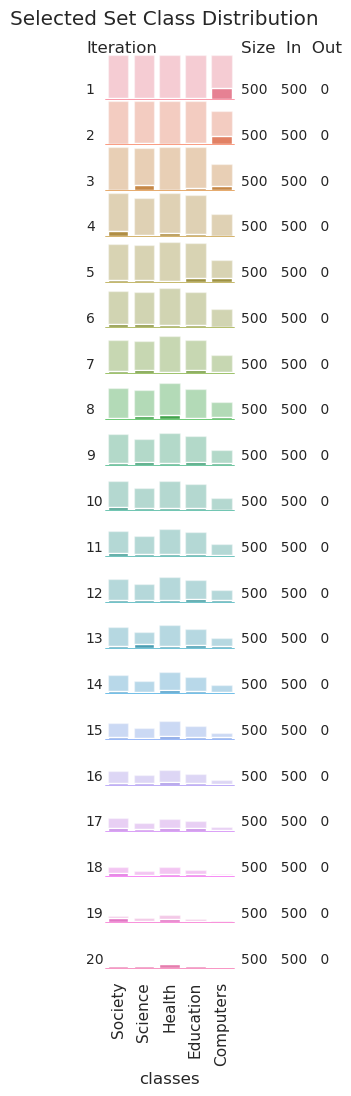 Selected Set Class Distribution
Iteration Size In Out
1 500 500 0
2 500 500 0
3 500 500 0
4 500 500 0
5 500 500 0
6 500 500 0
7 500 500 0
8 500 500 0
9 500 500 0
10 500 500 0
11 500 500 0
12 500 500 0
13 500 500 0
14 500 500 0
15 500 500 0
16 500 500 0
17 500 500 0
18 500 500 0
19 500 500 0
20 500 500 0
Society
Science
Health
Education
Computers
classes